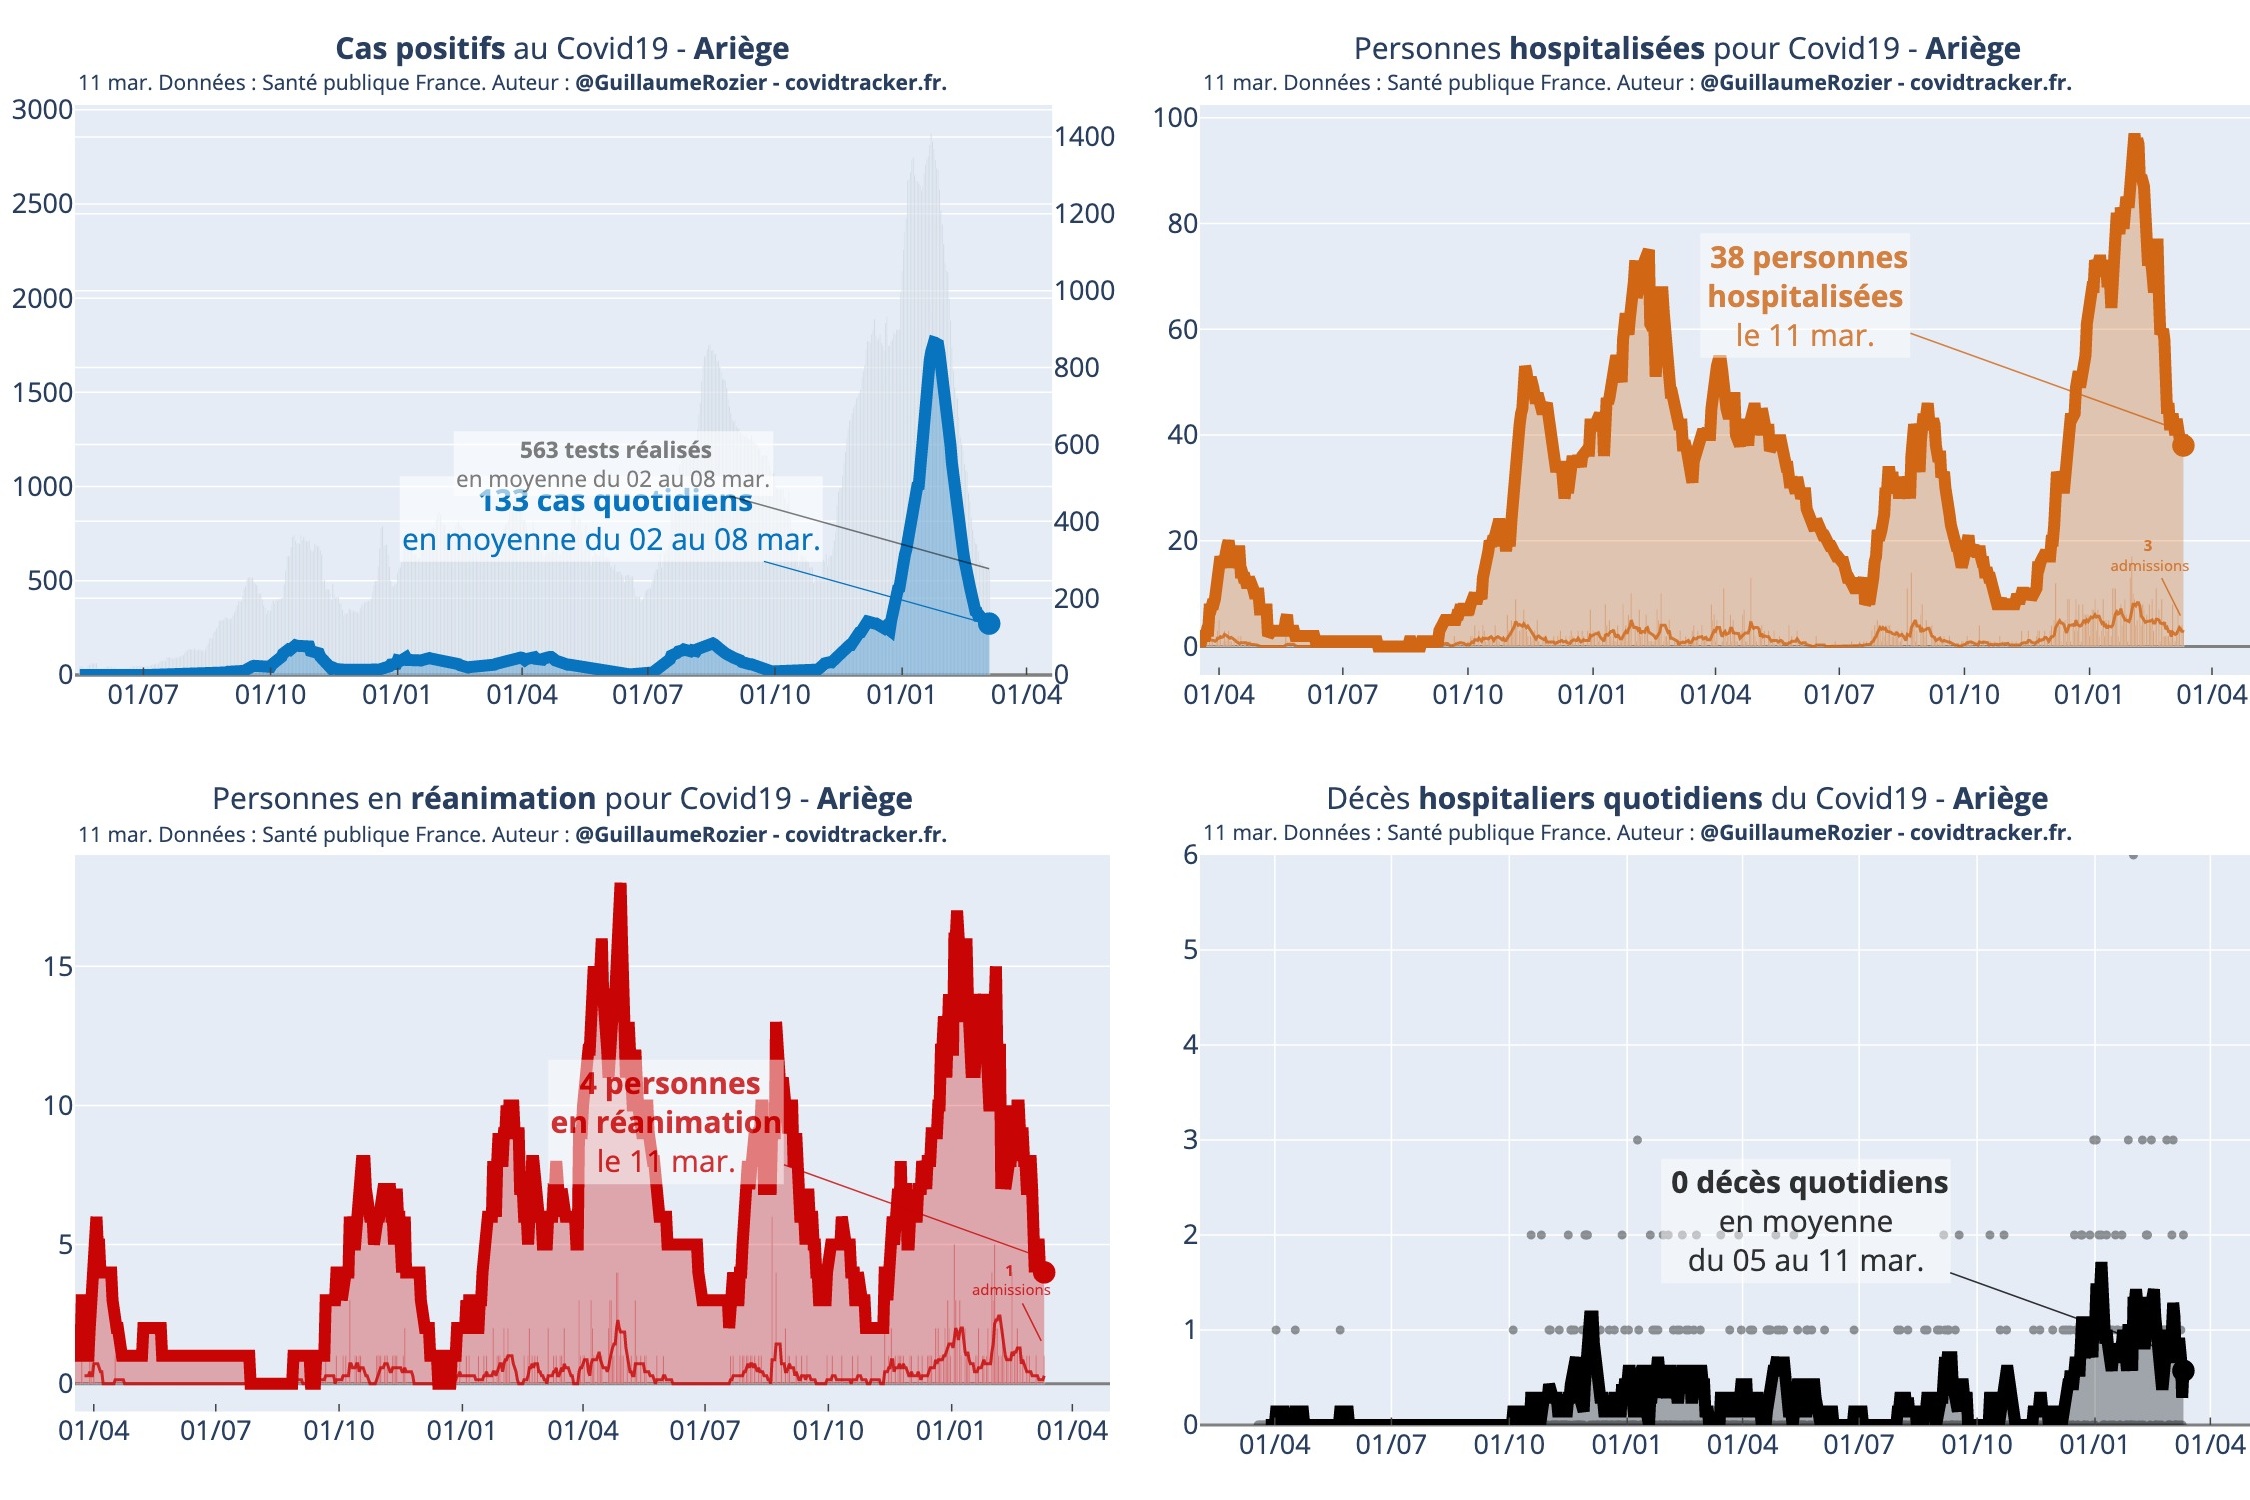 Cas positifs au Covid19 - Ariège
11 mar. Données : Santé publique France. Auteur : @GuillaumeRozier - covidtracker.fr.
3000
2500
2000
1500
1000
500
0
1400
1200
1000
800
600
400
200
0
563 tests réalisés
en moyenne du 02 au 08 mar.
133 cas quotidiens
en moyenne du 02 au 08 mar.
01/07 01/10 01/01 01/04 01/07 01/10 01/01 01/04
Personnes hospitalisées pour Covid19 - Ariège
11 mar. Données : Santé publique France. Auteur : @GuillaumeRozier - covidtracker.fr.
100
80
60
40
20
0
38 personnes
hospitalisées
le 11 mar.
3
admissions
01/04 01/07 01/10 01/01 01/04 01/07 01/10 01/01 01/04
Personnes en réanimation pour Covid19 - Ariège
11 mar. Données : Santé publique France. Auteur : @GuillaumeRozier - covidtracker.fr.
15
10
5
0
4 personnes
en réanimation
le 11 mar.
1
admissions
01/04 01/07 01/10 01/01 01/04 01/07 01/10 01/01 01/04
Décès hospitaliers quotidiens du Covid19 - Ariège
11 mar. Données : Santé publique France. Auteur : @GuillaumeRozier - covidtracker.fr.
6
5
4
3
2
1
0
0 décès quotidiens
en moyenne
du 05 au 11 mar.
01/04 01/07 01/10 01/01 01/04 01/07 01/10 01/01 01/04